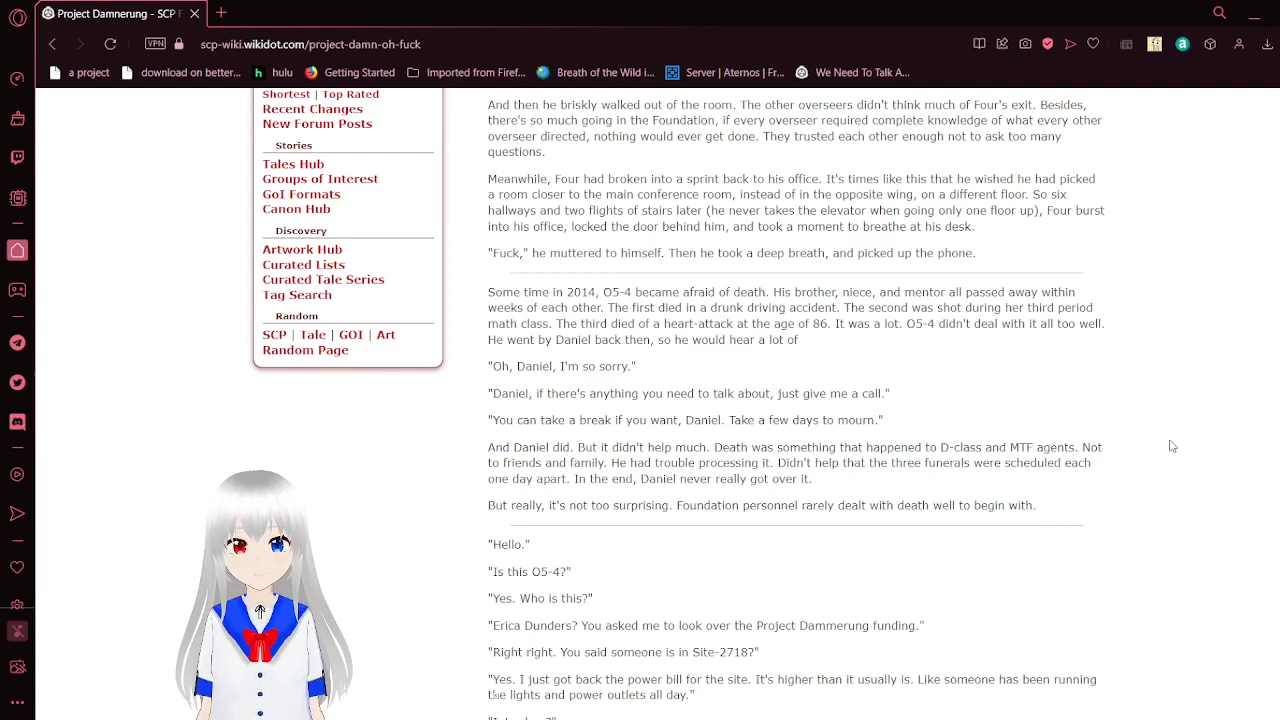 Project Damnerung - SCP F
VPN
scp-wiki.wikidot.com/project-damn-oh-fuck
a project
download on better...
hulu
Getting Started
Imported from Firef...
Breath of the Wild i...
Server | Aternos | Fr...
We Need To Talk A...
Shortest | Top Rated
Recent Changes
New Forum Posts
Stories
Tales Hub
Groups of Interest
GoI Formats
Canon Hub
Discovery
Artwork Hub
Curated Lists
Curated Tale Series
Tag Search
Random
SCP | Tale | GOI | Art
Random Page
And then he briskly walked out of the room. The other overseers didn't think much of Four's exit. Besides,
there's so much going in the Foundation, if every overseer required complete knowledge of what every other
overseer directed, nothing would ever get done. They trusted each other enough not to ask too many
questions.
Meanwhile, Four had broken into a sprint back to his office. It's times like this that he wished he had picked
a room closer to the main conference room, instead of in the opposite wing, on a different floor. So six
hallways and two flights of stairs later (he never takes the elevator when going only one floor up), Four burst
into his office, locked the door behind him, and took a moment to breathe at his desk.
"Fuck," he muttered to himself. Then he took a deep breath, and picked up the phone.
Some time in 2014, O5-4 became afraid of death. His brother, niece, and mentor all passed away within
weeks of each other. The first died in a drunk driving accident. The second was shot during her third period
math class. The third died of a heart-attack at the age of 86. It was a lot. O5-4 didn't deal with it all too well.
He went by Daniel back then, so he would hear a lot of
"Oh, Daniel, I'm so sorry."
"Daniel, if there's anything you need to talk about, just give me a call."
"You can take a break if you want, Daniel. Take a few days to mourn."
And Daniel did. But it didn't help much. Death was something that happened to D-class and MTF agents. Not
to friends and family. He had trouble processing it. Didn't help that the three funerals were scheduled each
one day apart. In the end, Daniel never really got over it.
But really, it's not too surprising. Foundation personnel rarely dealt with death well to begin with.
"Hello."
"Is this O5-4?"
"Yes. Who is this?"
"Erica Dunders? You asked me to look over the Project Dammerung funding."
"Right right. You said someone is in Site-2718?"
"Yes. I just got back the power bill for the site. It's higher than it usually is. Like someone has been running
the lights and power outlets all day."